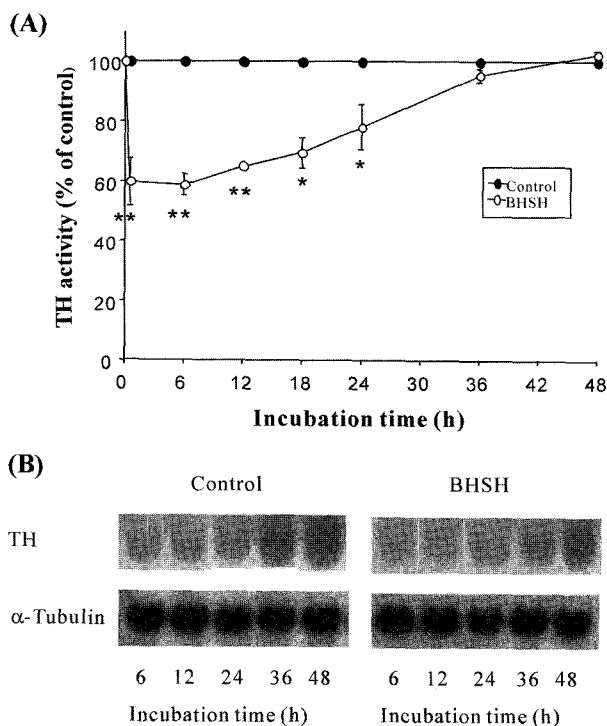 (A)
TH activity (% of control)
100
80
60
40
20
0
** ** ** * *
Control
BHSH
0 6 12 18 24 30 36 42 48
Incubation time (h)
(B)
Control BHSH
TH
α-Tubulin
6 12 24 36 48 6 12 24 36 48
Incubation time (h) Incubation time (h)